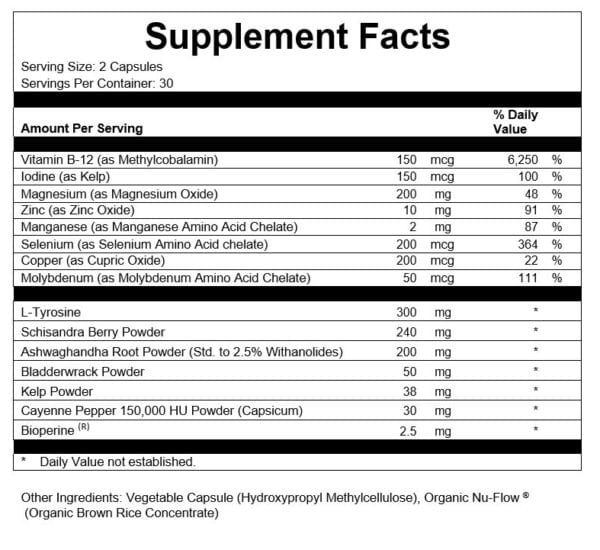 Supplement Facts
Serving Size: 2 Capsules
Servings Per Container: 30
% Daily
Amount Per Serving Value
Vitamin B-12 (as Methylcobalamin) 150 mcg 6,250 %
Iodine (as Kelp) 150 mcg 100 %
Magnesium (as Magnesium Oxide) 200 mg 48 %
Zinc (as Zinc Oxide) 10 mg 91 %
Manganese (as Manganese Amino Acid Chelate) 2 mg 87 %
Selenium (as Selenium Amino Acid chelate) 200 mcg 364 %
Copper (as Cupric Oxide) 200 mcg 22 %
Molybdenum (as Molybdenum Amino Acid Chelate) 50 mcg 111 %
L-Tyrosine 300 mg *
Schisandra Berry Powder 240 mg *
Ashwaghandha Root Powder (Std. to 2.5% Withanolides) 200 mg *
Bladderwrack Powder 50 mg *
Kelp Powder 38 mg *
Cayenne Pepper 150,000 HU Powder (Capsicum) 30 mg *
Bioperine (R) 2.5 mg *
* Daily Value not established.
Other Ingredients: Vegetable Capsule (Hydroxypropyl Methylcellulose), Organic Nu-Flow ®
(Organic Brown Rice Concentrate)